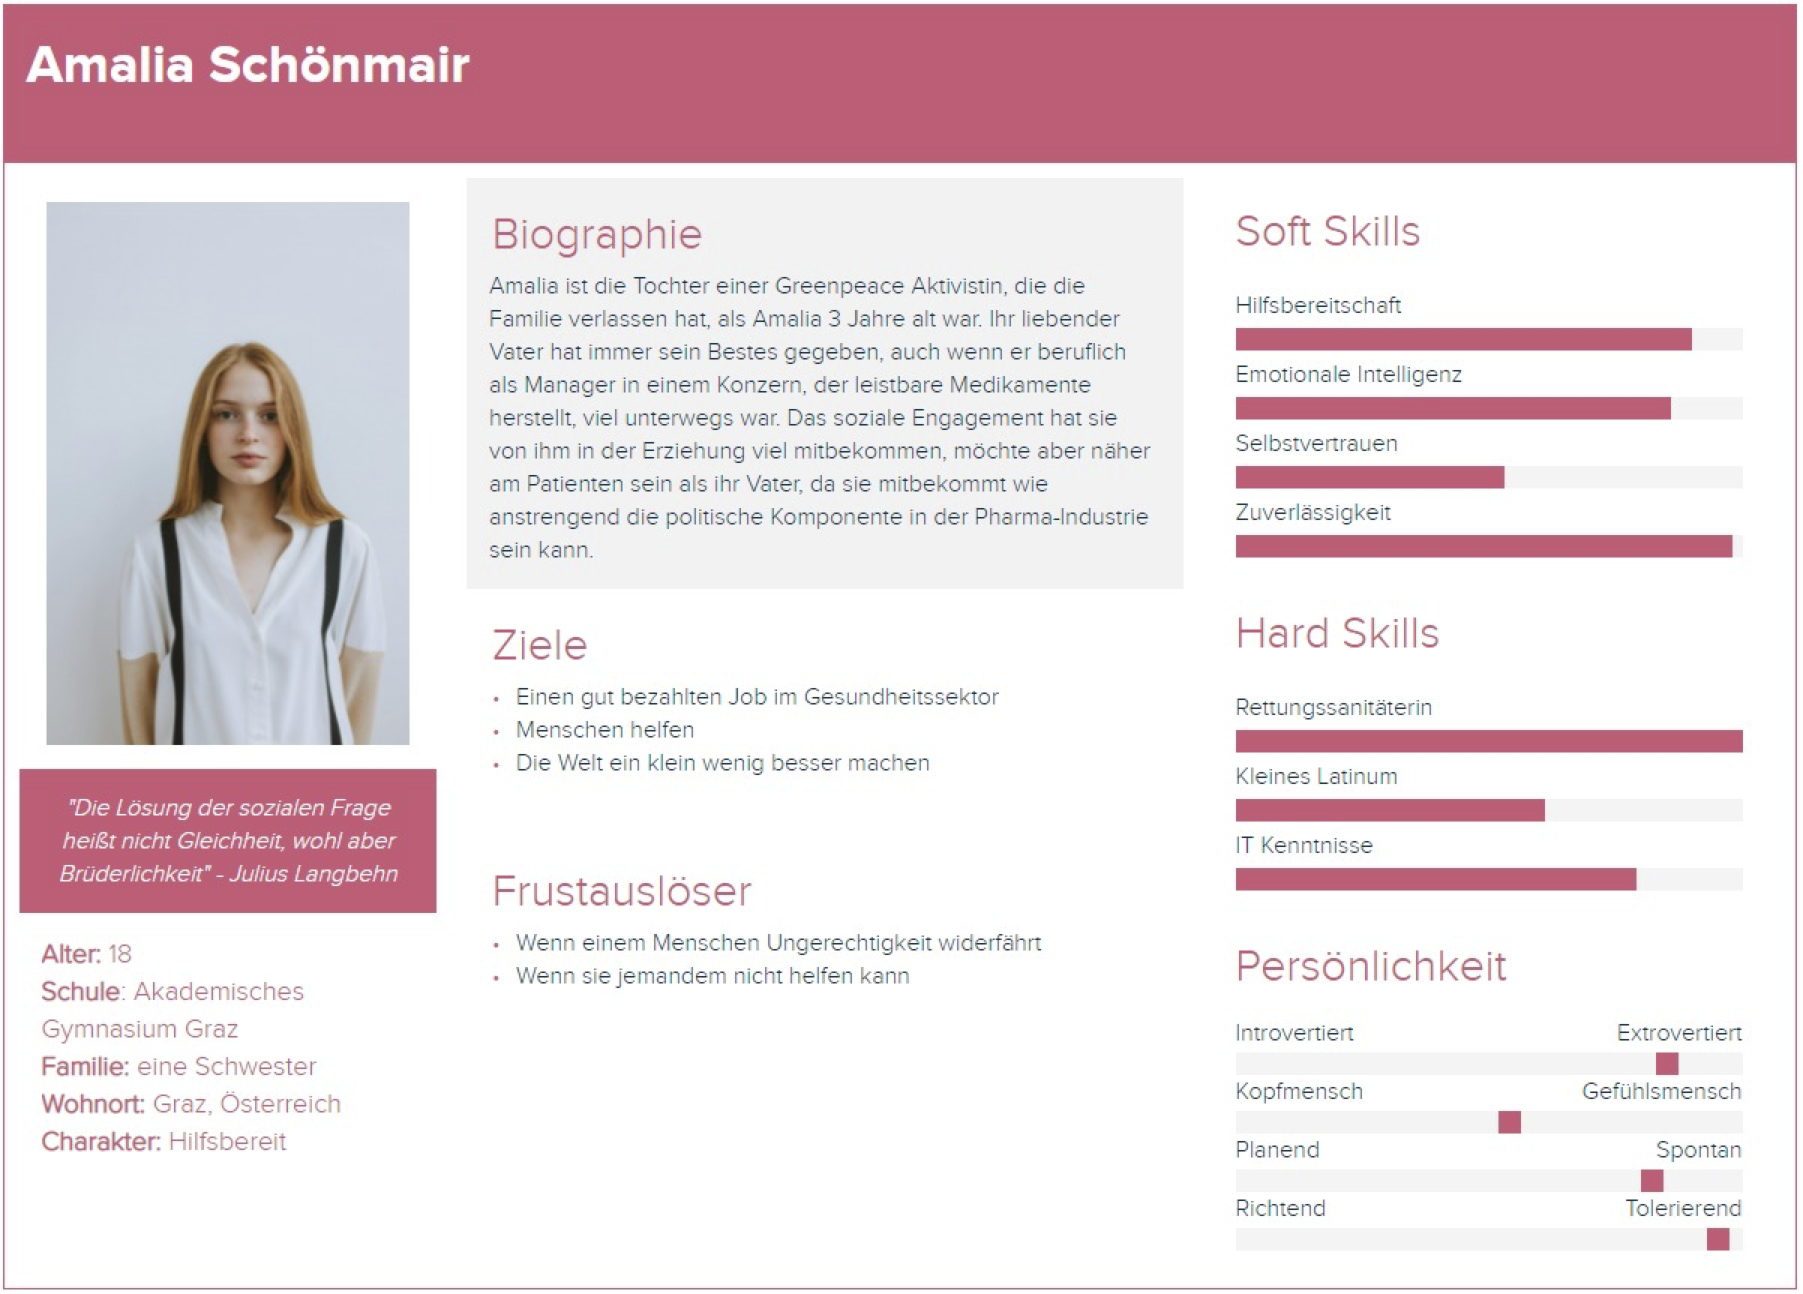 Amalia Schönmair
"Die Lösung der sozialen Frage
heißt nicht Gleichheit, wohl aber
Brüderlichkeit" - Julius Langbehn
Alter: 18
Schule: Akademisches
Gymnasium Graz
Familie: eine Schwester
Wohnort: Graz, Österreich
Charakter: Hilfsbereit
Biographie
Amalia ist die Tochter einer Greenpeace Aktivistin, die die
Familie verlassen hat, als Amalia 3 Jahre alt war. Ihr liebender
Vater hat immer sein Bestes gegeben, auch wenn er beruflich
als Manager in einem Konzern, der leistbare Medikamente
herstellt, viel unterwegs war. Das soziale Engagement hat sie
von ihm in der Erziehung viel mitbekommen, möchte aber näher
am Patienten sein als ihr Vater, da sie mitbekommt wie
anstrengend die politische Komponente in der Pharma-Industrie
sein kann.
Ziele
• Einen gut bezahlten Job im Gesundheitssektor
• Menschen helfen
• Die Welt ein klein wenig besser machen
Frustauslöser
• Wenn einem Menschen Ungerechtigkeit widerfährt
• Wenn sie jemandem nicht helfen kann
Soft Skills
Hilfsbereitschaft
Emotionale Intelligenz
Selbstvertrauen
Zuverlässigkeit
Hard Skills
Rettungssanitäterin
Kleines Latinum
IT Kenntnisse
Persönlichkeit
Introvertiert Extrovertiert
Kopfmensch Gefühlsmensch
Planend Spontan
Richtend Tolerierend